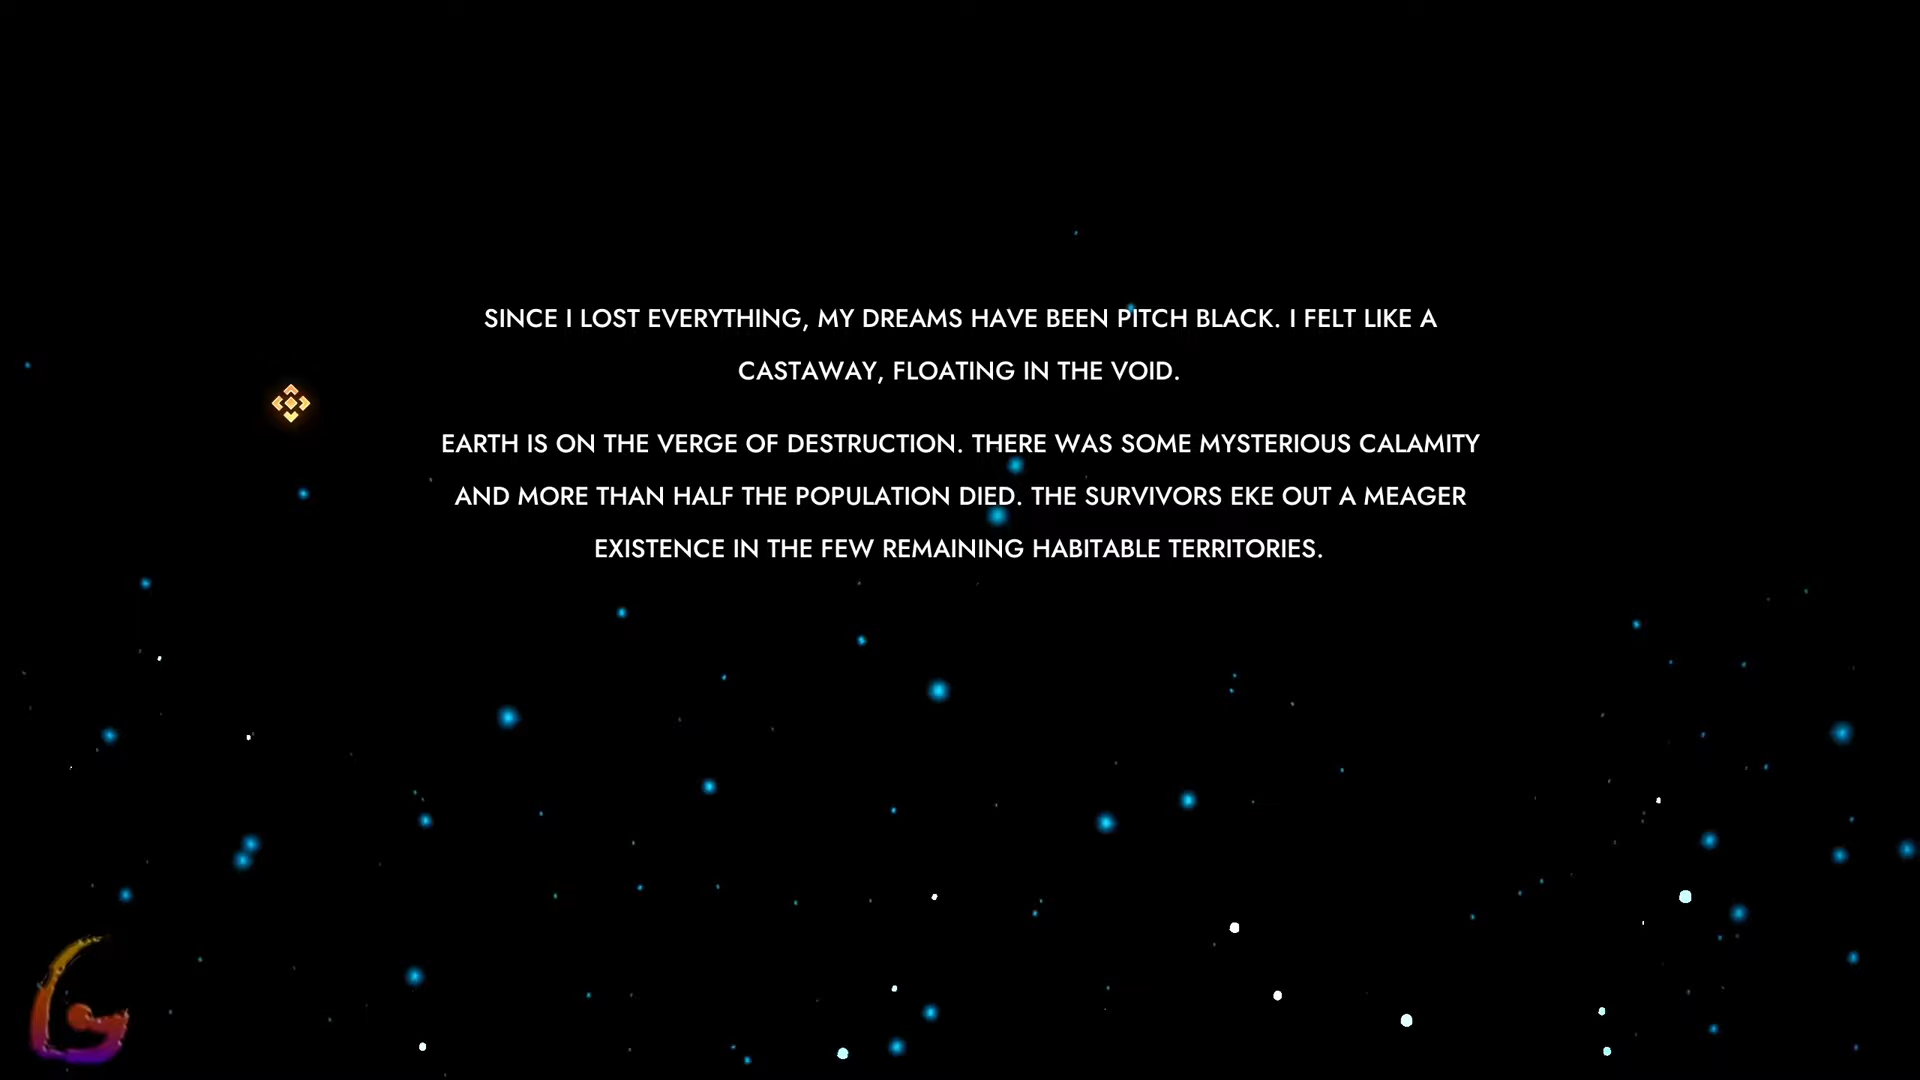 SINCE I LOST EVERYTHING, MY DREAMS HAVE BEEN PITCH BLACK. I FELT LIKE A
CASTAWAY, FLOATING IN THE VOID.
EARTH IS ON THE VERGE OF DESTRUCTION. THERE WAS SOME MYSTERIOUS CALAMITY
AND MORE THAN HALF THE POPULATION DIED. THE SURVIVORS EKE OUT A MEAGER
EXISTENCE IN THE FEW REMAINING HABITABLE TERRITORIES.